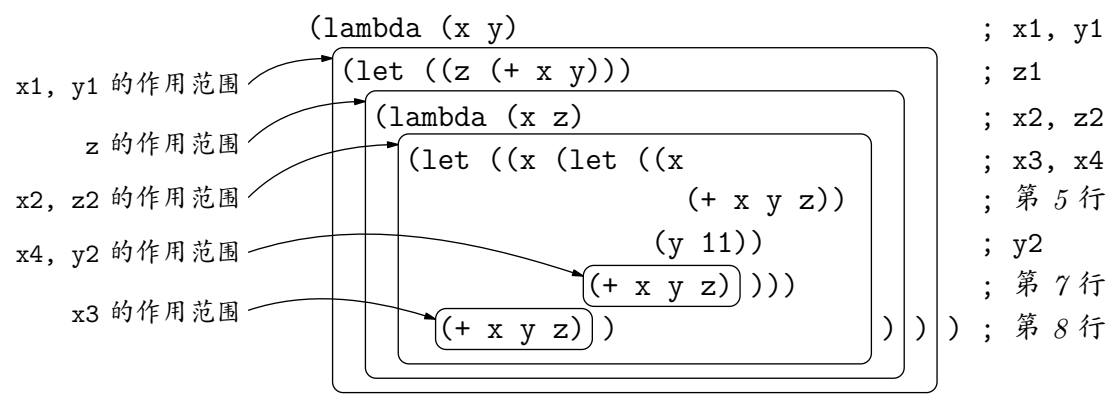 (lambda (x y) ; x1, y1
(let ((z (+ x y))) ; z1
x1, y1 的作用范围
(lambda (x z) ; x2, z2
z 的作用范围
(let ((x (let ((x ; x3, x4
x2, z2 的作用范围
(+ x y z)) ; 第 5 行
(y 11)) ; y2
x4, y2 的作用范围
(+ x y z) ))) ; 第 7 行
x3 的作用范围
(+ x y z) ) ) ) ) ; 第 8 行